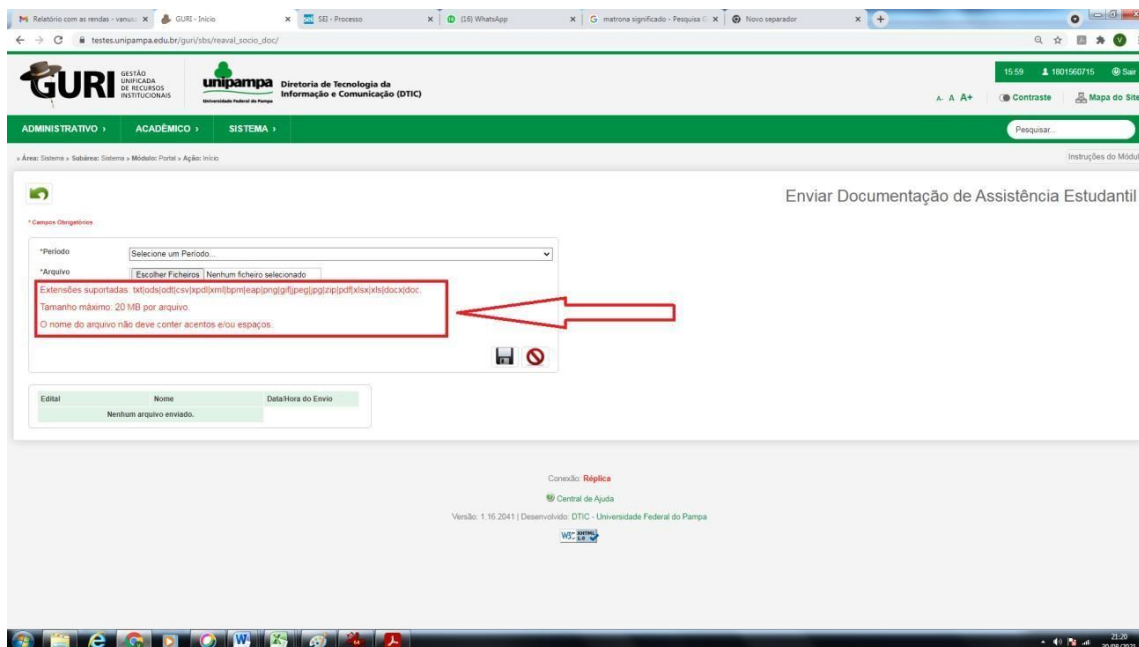 Relatório com as rendas - vanus
GURI - Início
SEI - Processo
(16) WhatsApp
matrona significado - Pesquisa G
Novo separador
testes.unipampa.edu.br/guri/sbs/reaval_socio_doc/
GURI
GESTÃO
UNIFICADA
DE RECURSOS
INSTITUCIONAIS
unipampa
Universidade Federal do Pampa
Diretoria de Tecnologia da
Informação e Comunicação (DTIC)
15:59 1801560715 Sair
A- A A+ Contraste Mapa do Site
ADMINISTRATIVO › ACADÊMICO › SISTEMA ›
Pesquisar...
» Área: Sistema » Subárea: Sistema » Módulo: Portal » Ação: Início
Instruções do Módul
Enviar Documentação de Assistência Estudantil
* Campos Obrigatórios
*Período Selecione um Período...
*Arquivo Escolher Ficheiros Nenhum ficheiro selecionado
Extensões suportadas: txt|ods|odt|csv|xpdl|xml|bpm|eap|png|gif|jpeg|jpg|zip|pdf|xlsx|xls|docx|doc.
Tamanho máximo: 20 MB por arquivo.
O nome do arquivo não deve conter acentos e/ou espaços.
Edital Nome Data/Hora do Envio
Nenhum arquivo enviado.
Conexão: Réplica
Central de Ajuda
Versão: 1.16.2041 | Desenvolvido: DTIC - Universidade Federal do Pampa
W3C XHTML 1.0
21:20